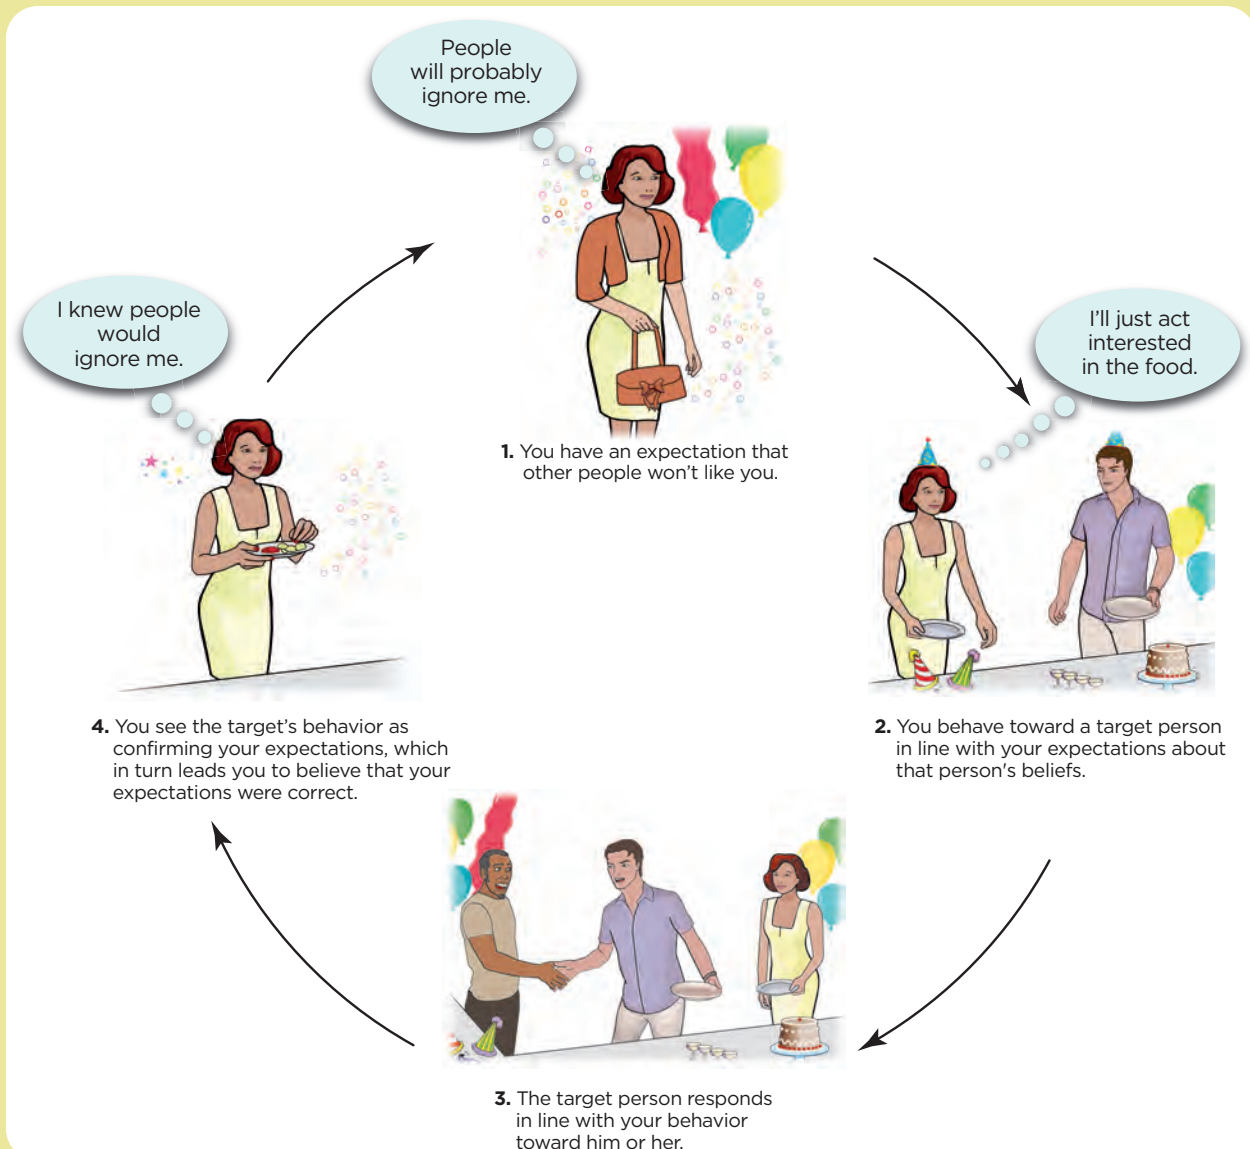 People
will probably
ignore me.
1. You have an expectation that
other people won’t like you.
I’ll just act
interested
in the food.
2. You behave toward a target person
in line with your expectations about
that person's beliefs.
3. The target person responds
in line with your behavior
toward him or her.
I knew people
would
ignore me.
4. You see the target’s behavior as
confirming your expectations, which
in turn leads you to believe that your
expectations were correct.